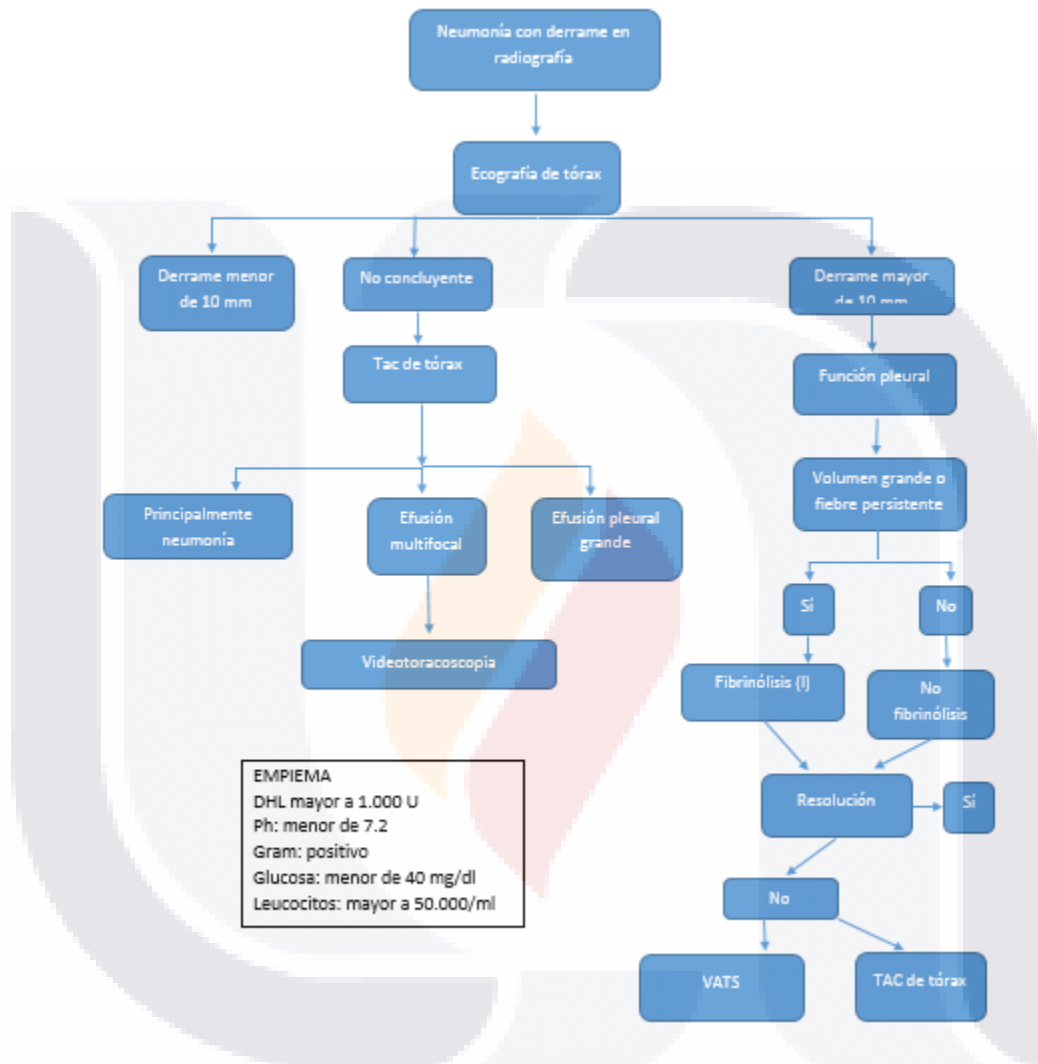 Neumonía con derrame en
radiografía
Ecografía de tórax
Derrame menor
de 10 mm
No concluyente
Derrame mayor
de 10 mm
Tac de tórax
Función pleural
Principalmente
neumonía
Efusión
multifocal
Efusión pleural
grande
Volumen grande o
fiebre persistente
Sí
No
Videotoracoscopia
Fibrinólisis (I)
No
fibrinólisis
EMPIEMA
DHL mayor a 1.000 U
Ph: menor de 7.2
Gram: positivo
Glucosa: menor de 40 mg/dl
Leucocitos: mayor a 50.000/ml
Resolución
Sí
No
VATS
TAC de tórax